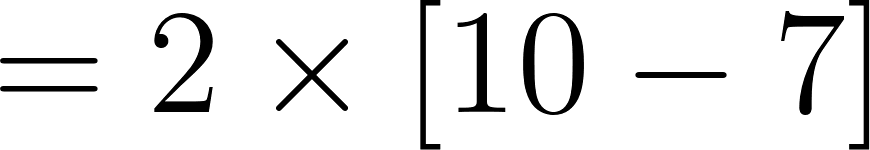 = 2 × [10 − 7]